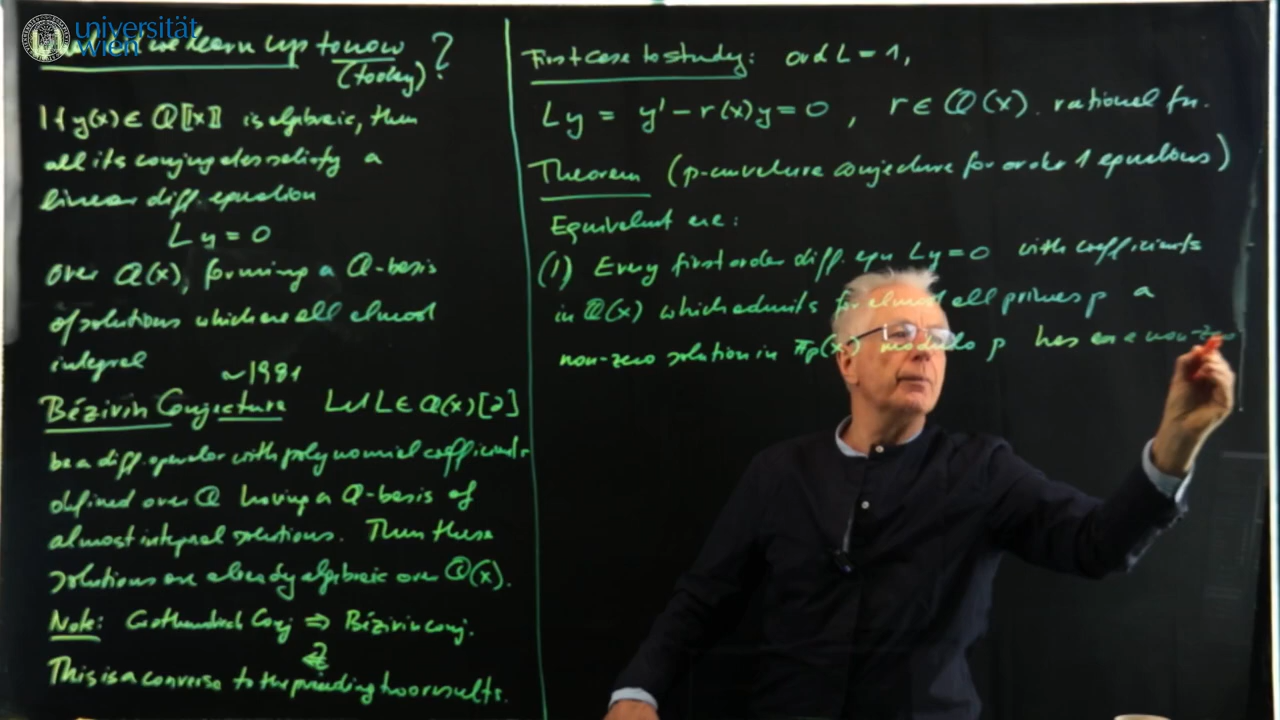 universität
wien
we learn up to now
(today) ?
If y(x) ∈ Q[[x]] is algebraic, then
all its conjugates satisfy a
linear diff. equation
Ly = 0
over Q(x), forming a Q-basis
of solutions which are all almost
integral
~1981
Bézivin Conjecture Let L ∈ Q(x)[∂]
be a diff. operator with polynomial coefficients
defined over Q having a Q-basis of
almost integral solutions. Then these
solutions are already algebraic over Q(x).
Note: Grothendieck Conj ⇒ Bézivin conj.
?
This is a converse to the preceding two results.
First case to study: ord L = 1,
Ly = y' - r(x)y = 0, r ∈ Q(x). rational fn.
Theorem (p-curvature conjecture for order 1 equations)
Equivalent are:
(1) Every first order diff. equ Ly = 0 with coefficients
in Q(x) which admits for almost all primes p a
non-zero solution in 𝔽p(x) modulo p has a non-zero